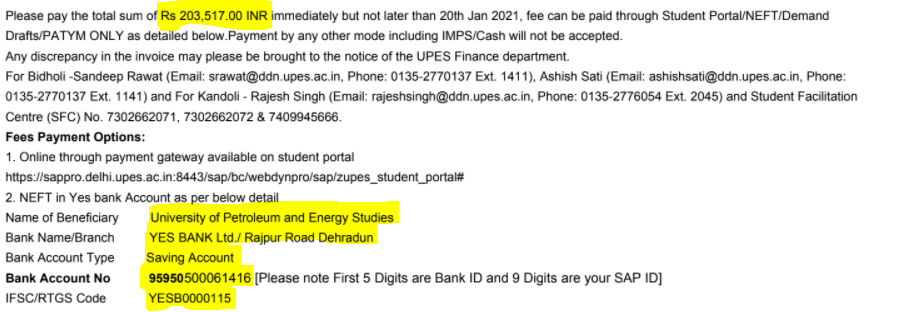 Please pay the total sum of Rs 203,517.00 INR immediately but not later than 20th Jan 2021, fee can be paid through Student Portal/NEFT/Demand
Drafts/PATYM ONLY as detailed below.Payment by any other mode including IMPS/Cash will not be accepted.
Any discrepancy in the invoice may please be brought to the notice of the UPES Finance department.
For Bidholi -Sandeep Rawat (Email: srawat@ddn.upes.ac.in, Phone: 0135-2770137 Ext. 1411), Ashish Sati (Email: ashishsati@ddn.upes.ac.in, Phone:
0135-2770137 Ext. 1141) and For Kandoli - Rajesh Singh (Email: rajeshsingh@ddn.upes.ac.in, Phone: 0135-2776054 Ext. 2045) and Student Facilitation
Centre (SFC) No. 7302662071, 7302662072 & 7409945666.
Fees Payment Options:
1. Online through payment gateway available on student portal
https://sappro.delhi.upes.ac.in:8443/sap/bc/webdynpro/sap/zupes_student_portal#
2. NEFT in Yes bank Account as per below detail
Name of Beneficiary University of Petroleum and Energy Studies
Bank Name/Branch YES BANK Ltd./ Rajpur Road Dehradun
Bank Account Type Saving Account
Bank Account No 95950500061416 [Please note First 5 Digits are Bank ID and 9 Digits are your SAP ID]
IFSC/RTGS Code YESB0000115